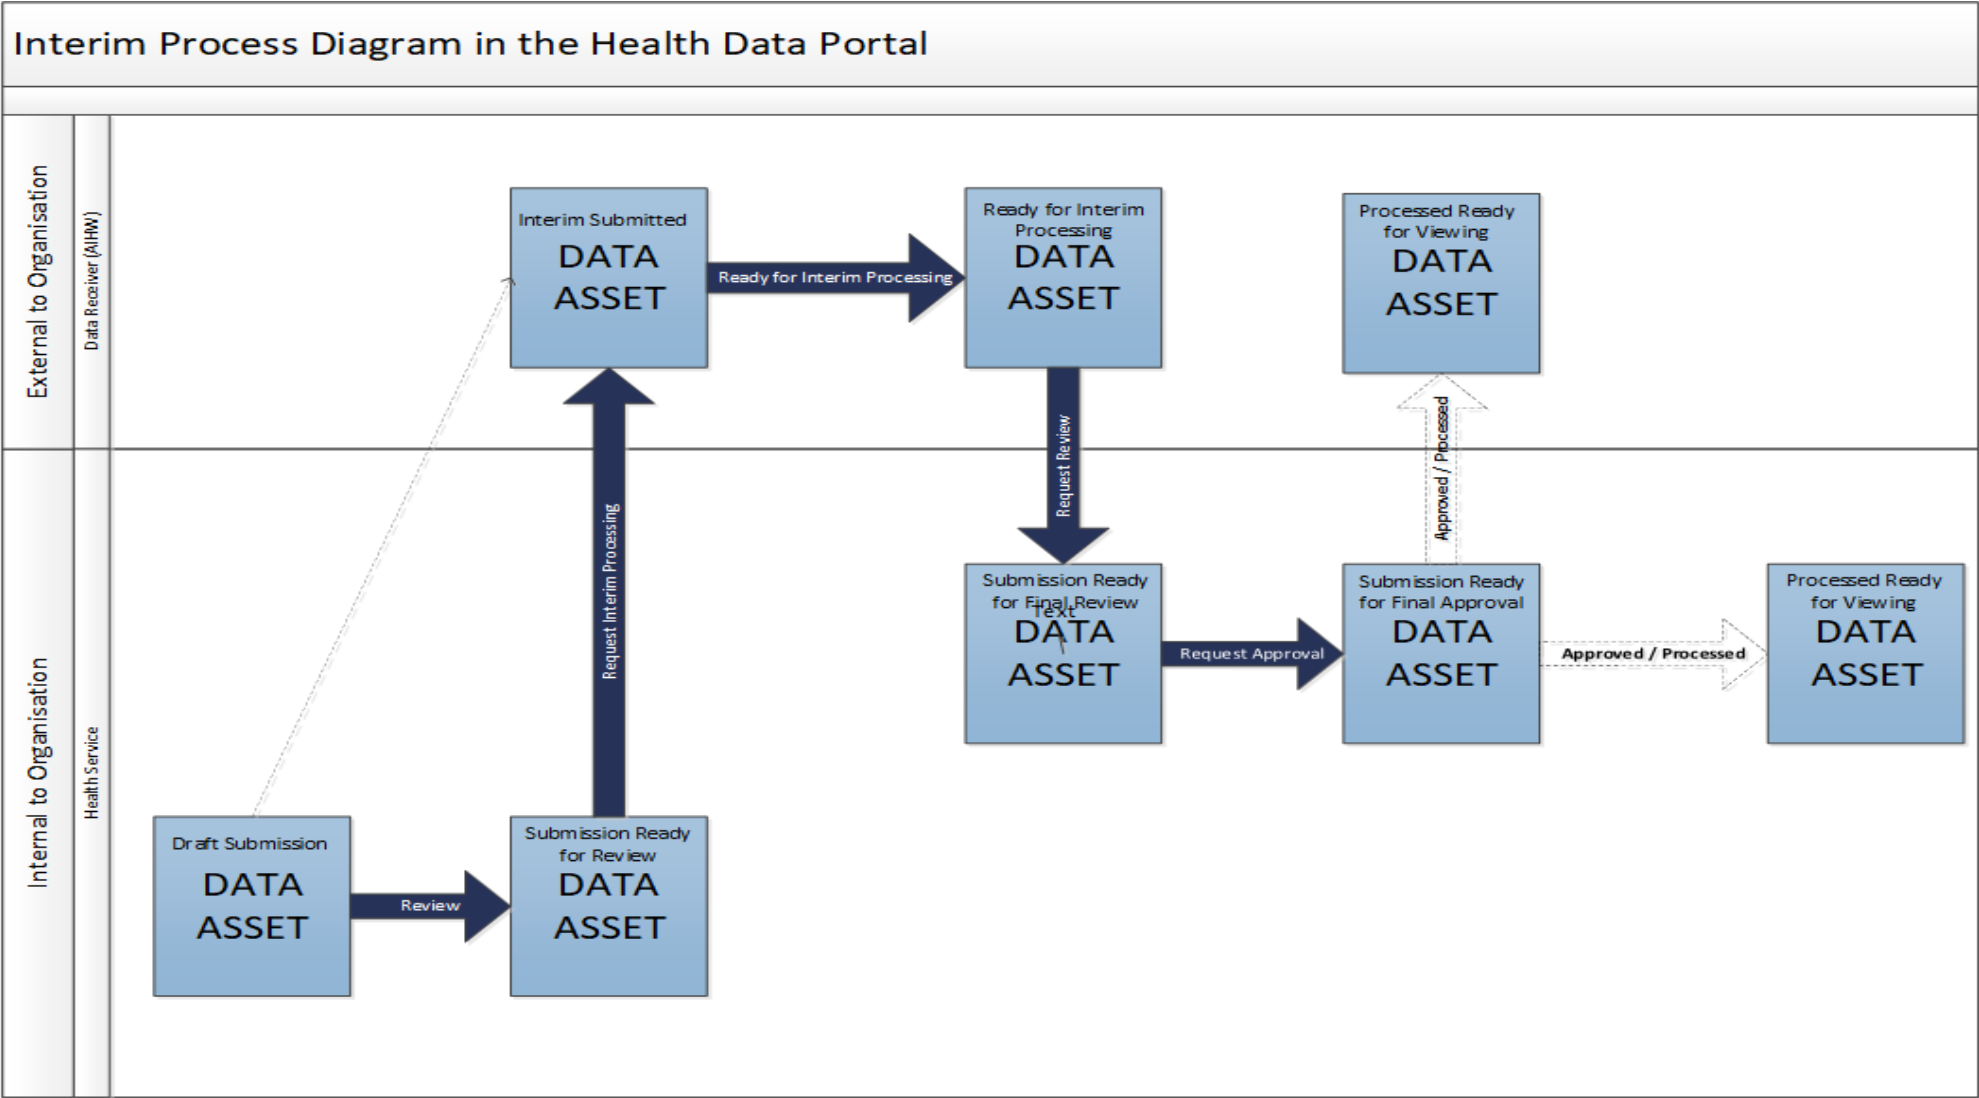 Interim Process Diagram in the Health Data Portal
External to Organisation
Data Receiver (AIHW)
Interim Submitted
DATA
ASSET
Ready for Interim Processing
Ready for Interim
Processing
DATA
ASSET
Processed Ready
for Viewing
DATA
ASSET
Request Interim Processing
Request Review
Approved / Processed
Internal to Organisation
Health Service
Submission Ready
for Final Review
Text
DATA
ASSET
Request Approval
Submission Ready
for Final Approval
DATA
ASSET
Approved / Processed
Processed Ready
for Viewing
DATA
ASSET
Draft Submission
DATA
ASSET
Review
Submission Ready
for Review
DATA
ASSET